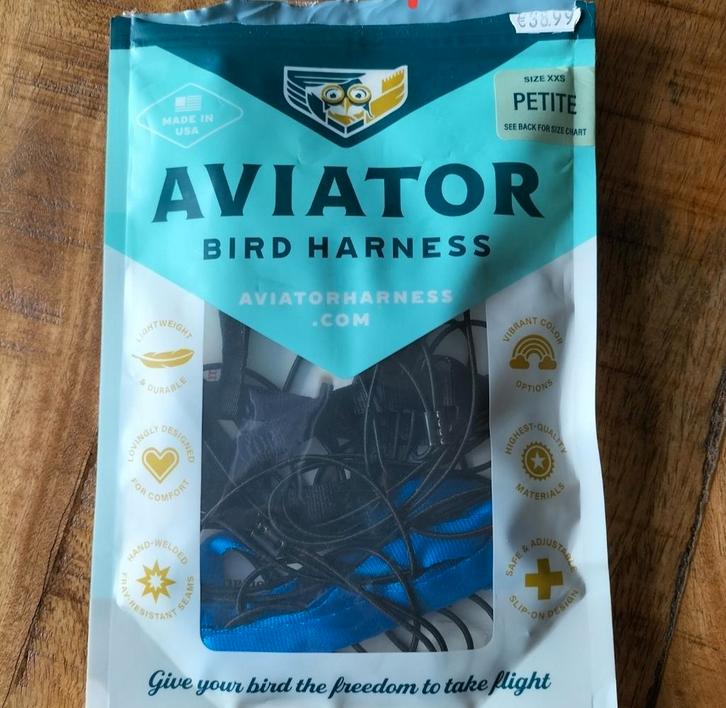 €38.99
MADE IN
USA
SIZE XXS
PETITE
SEE BACK FOR SIZE CHART
AVIATOR
BIRD HARNESS
AVIATORHARNESS
.COM
LIGHTWEIGHT
& DURABLE
VIBRANT COLOR
OPTIONS
LOVINGLY DESIGNED
FOR COMFORT
HIGHEST-QUALITY
MATERIALS
HAND-WELDED
FRAY-RESISTANT SEAMS
SAFE & ADJUSTABLE
SLIP-ON DESIGN
Give your bird the freedom to take flight